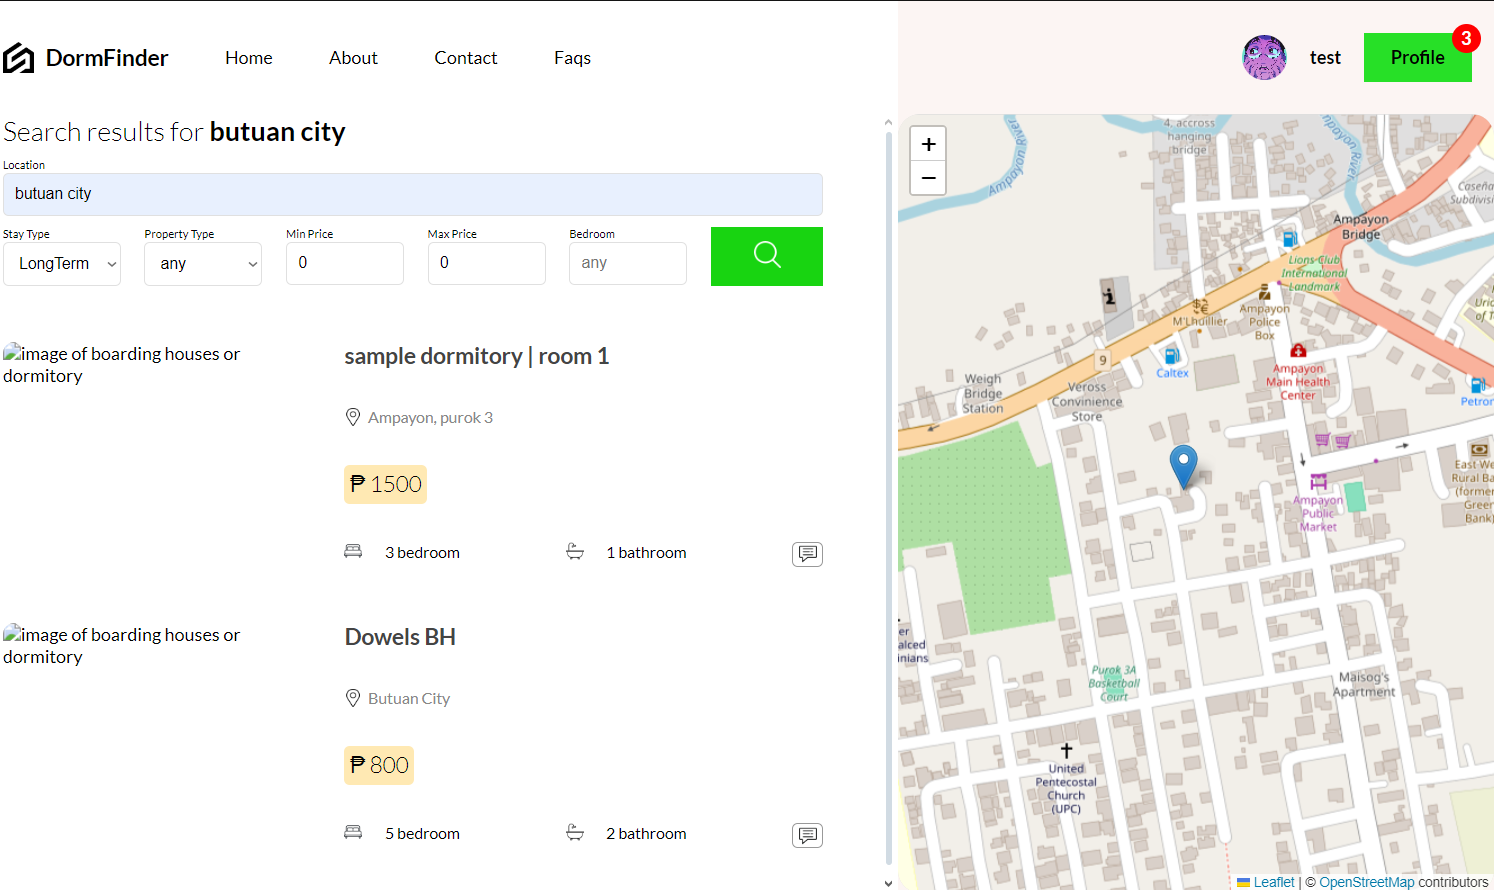 DormFinder
Home
About
Contact
Faqs
test
Profile
3
Search results for butuan city
Location
butuan city
Stay Type
Property Type
Min Price
Max Price
Bedroom
LongTerm
any
0
0
any
image of boarding houses or
dormitory
sample dormitory | room 1
Ampayon, purok 3
₱ 1500
3 bedroom
1 bathroom
image of boarding houses or
dormitory
Dowels BH
Butuan City
₱ 800
5 bedroom
2 bathroom
+
−
4. accross
hanging
bridge
Ampayon River
Ampayon
River
Caseña
Subdivis
Ampayon
Bridge
Lions Club
International
Landmark
M'Lhuillier
Ampayon
Police
Box
9
Caltex
Ampayon
Main Health
Center
Weigh
Bridge
Station
Veross
Convinience
Store
Petron
East-We
Rural Ba
(former
Green
Bank)
Ampayon
Public
Market
er
alced
inians
Purok 3A
Basketball
Court
Maisog's
Apartment
United
Pentecostal
Church
(UPC)
Leaflet | © OpenStreetMap contributors